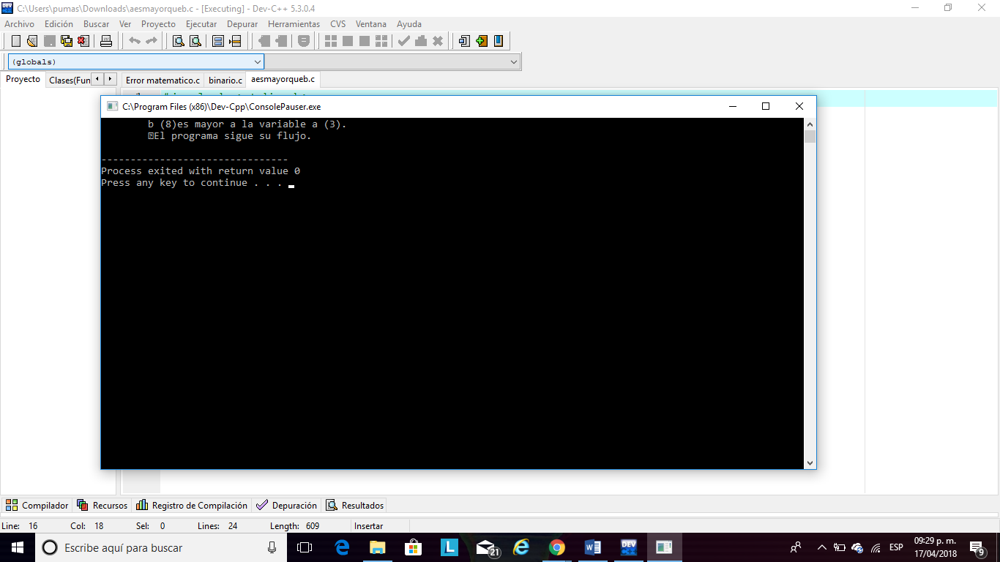 C:\Users\pumas\Downloads\aesmayorqueb.c - [Executing] - Dev-C++ 5.3.0.4
Archivo Edición Buscar Ver Proyecto Ejecutar Depurar Herramientas CVS Ventana Ayuda
(globals)
Proyecto Clases(Fun Error matematico.c binario.c aesmayorqueb.c
C:\Program Files (x86)\Dev-Cpp\ConsolePauser.exe
b (8)es mayor a la variable a (3).
El programa sigue su flujo.
--------------------------------
Process exited with return value 0
Press any key to continue . . .
Compilador Recursos Registro de Compilación Depuración Resultados
Line: 16 Col: 18 Sel: 0 Lines: 24 Length: 609 Insertar
Escribe aquí para buscar
L
21
W
DEV
ESP
09:29 p. m.
17/04/2018
9